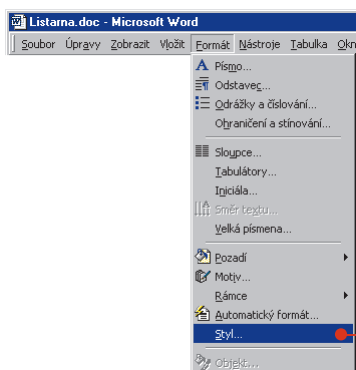 Listarna.doc - Microsoft Word
Soubor Úpravy Zobrazit Vložit Formát Nástroje Tabulka Okn
Písmo...
Odstavec...
Odrážky a číslování...
Ohraničení a stínování...
Sloupce...
Tabulátory...
Iniciála...
Směr textu...
Velká písmena...
Pozadí
Motiv...
Rámce
Automatický formát...
Styl...
Objekt...